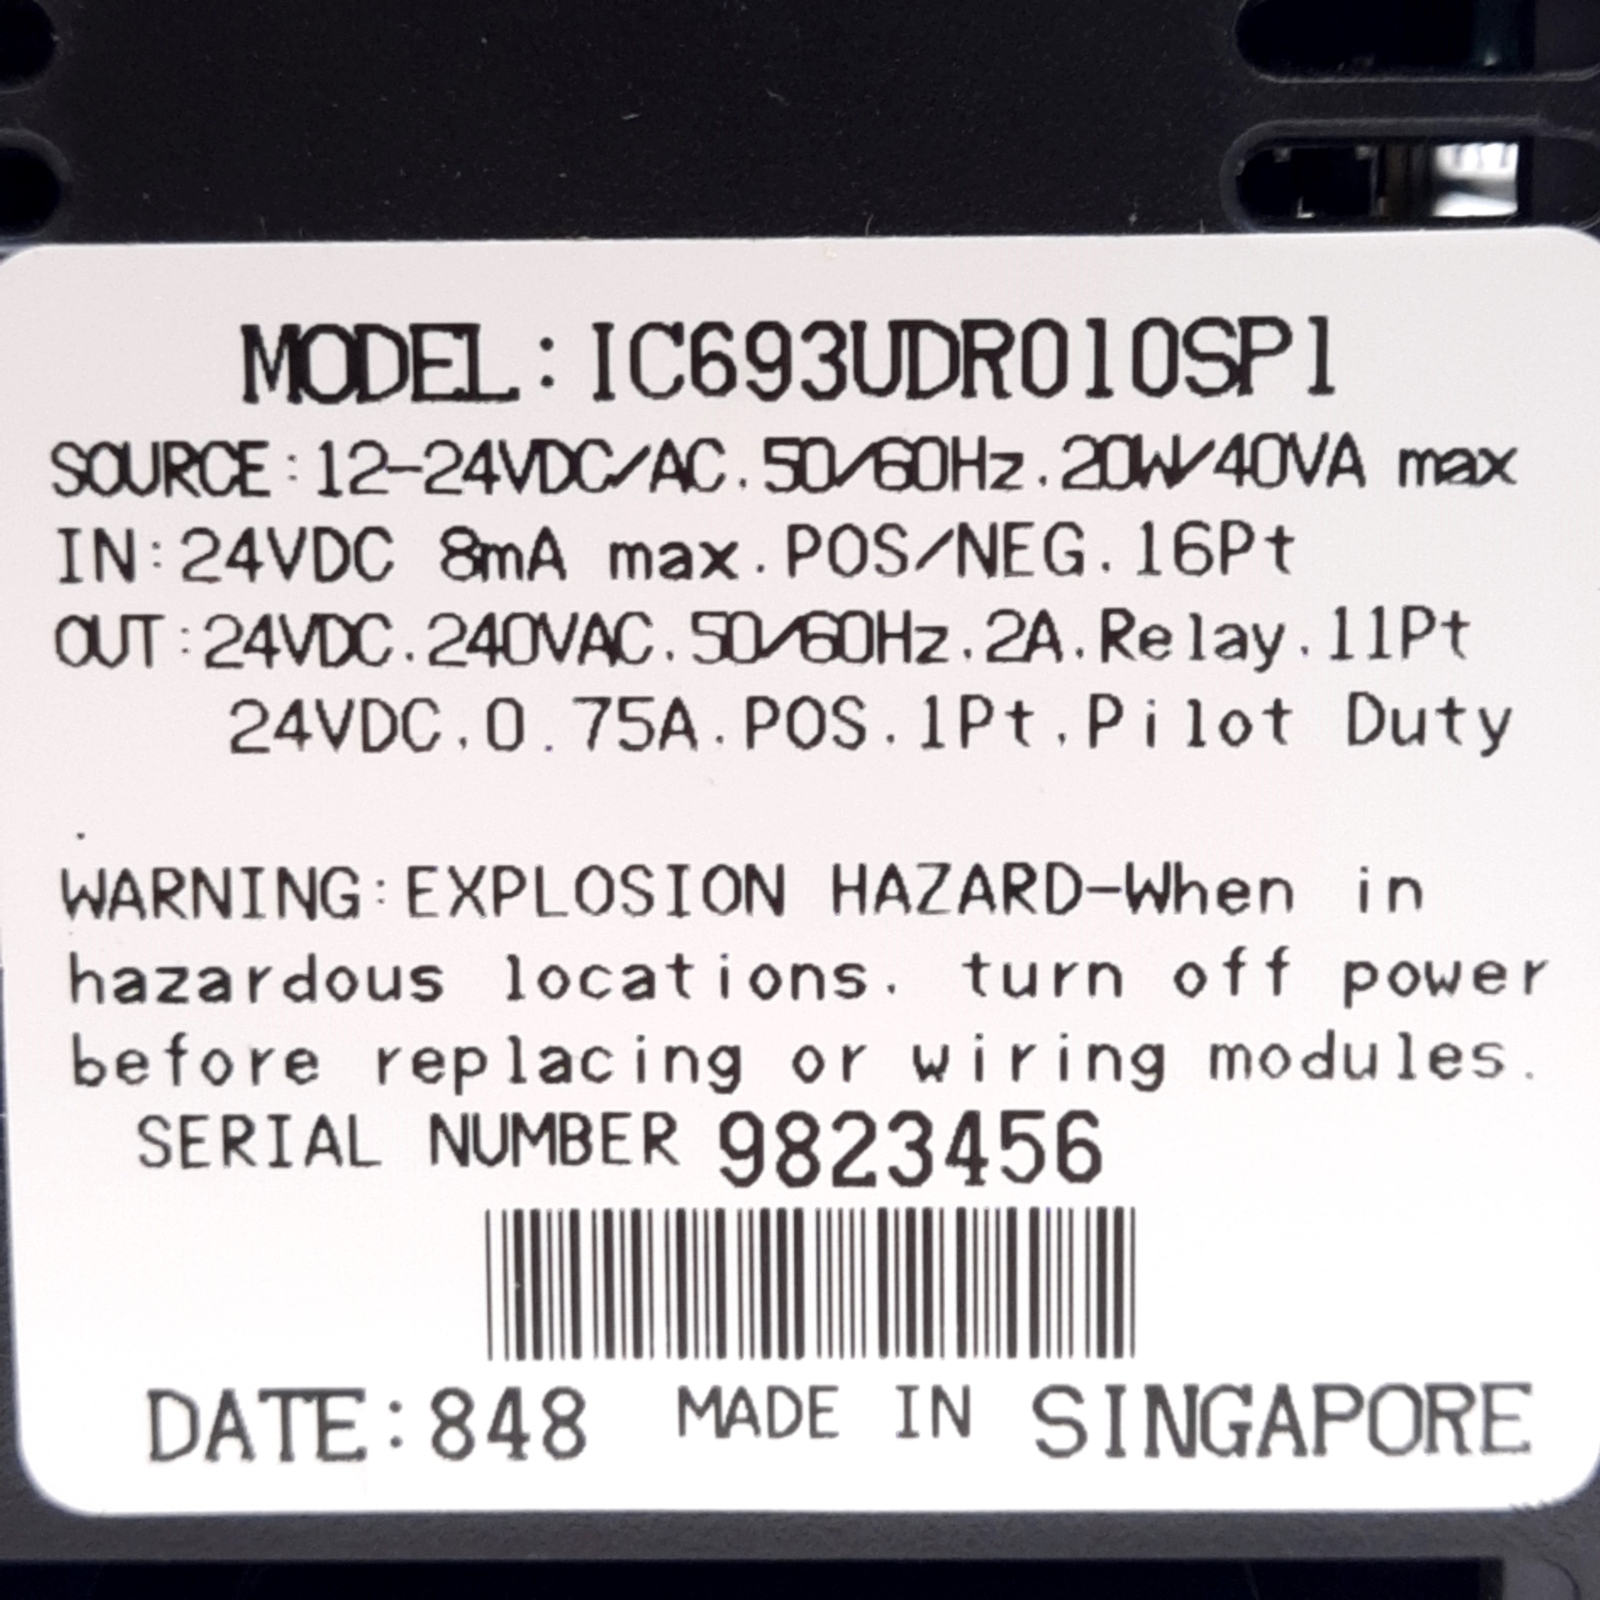 MODEL:IC693UDR010SP1
SOURCE:12-24VDC/AC.50/60Hz.20W/40VA max
IN:24VDC 8mA max.POS/NEG.16Pt
OUT:24VDC.240VAC.50/60Hz.2A.Relay.11Pt
24VDC.0.75A.POS.1Pt.Pilot Duty
WARNING:EXPLOSION HAZARD-When in
hazardous locations. turn off power
before replacing or wiring modules.
SERIAL NUMBER 9823456
DATE:848 MADE IN SINGAPORE